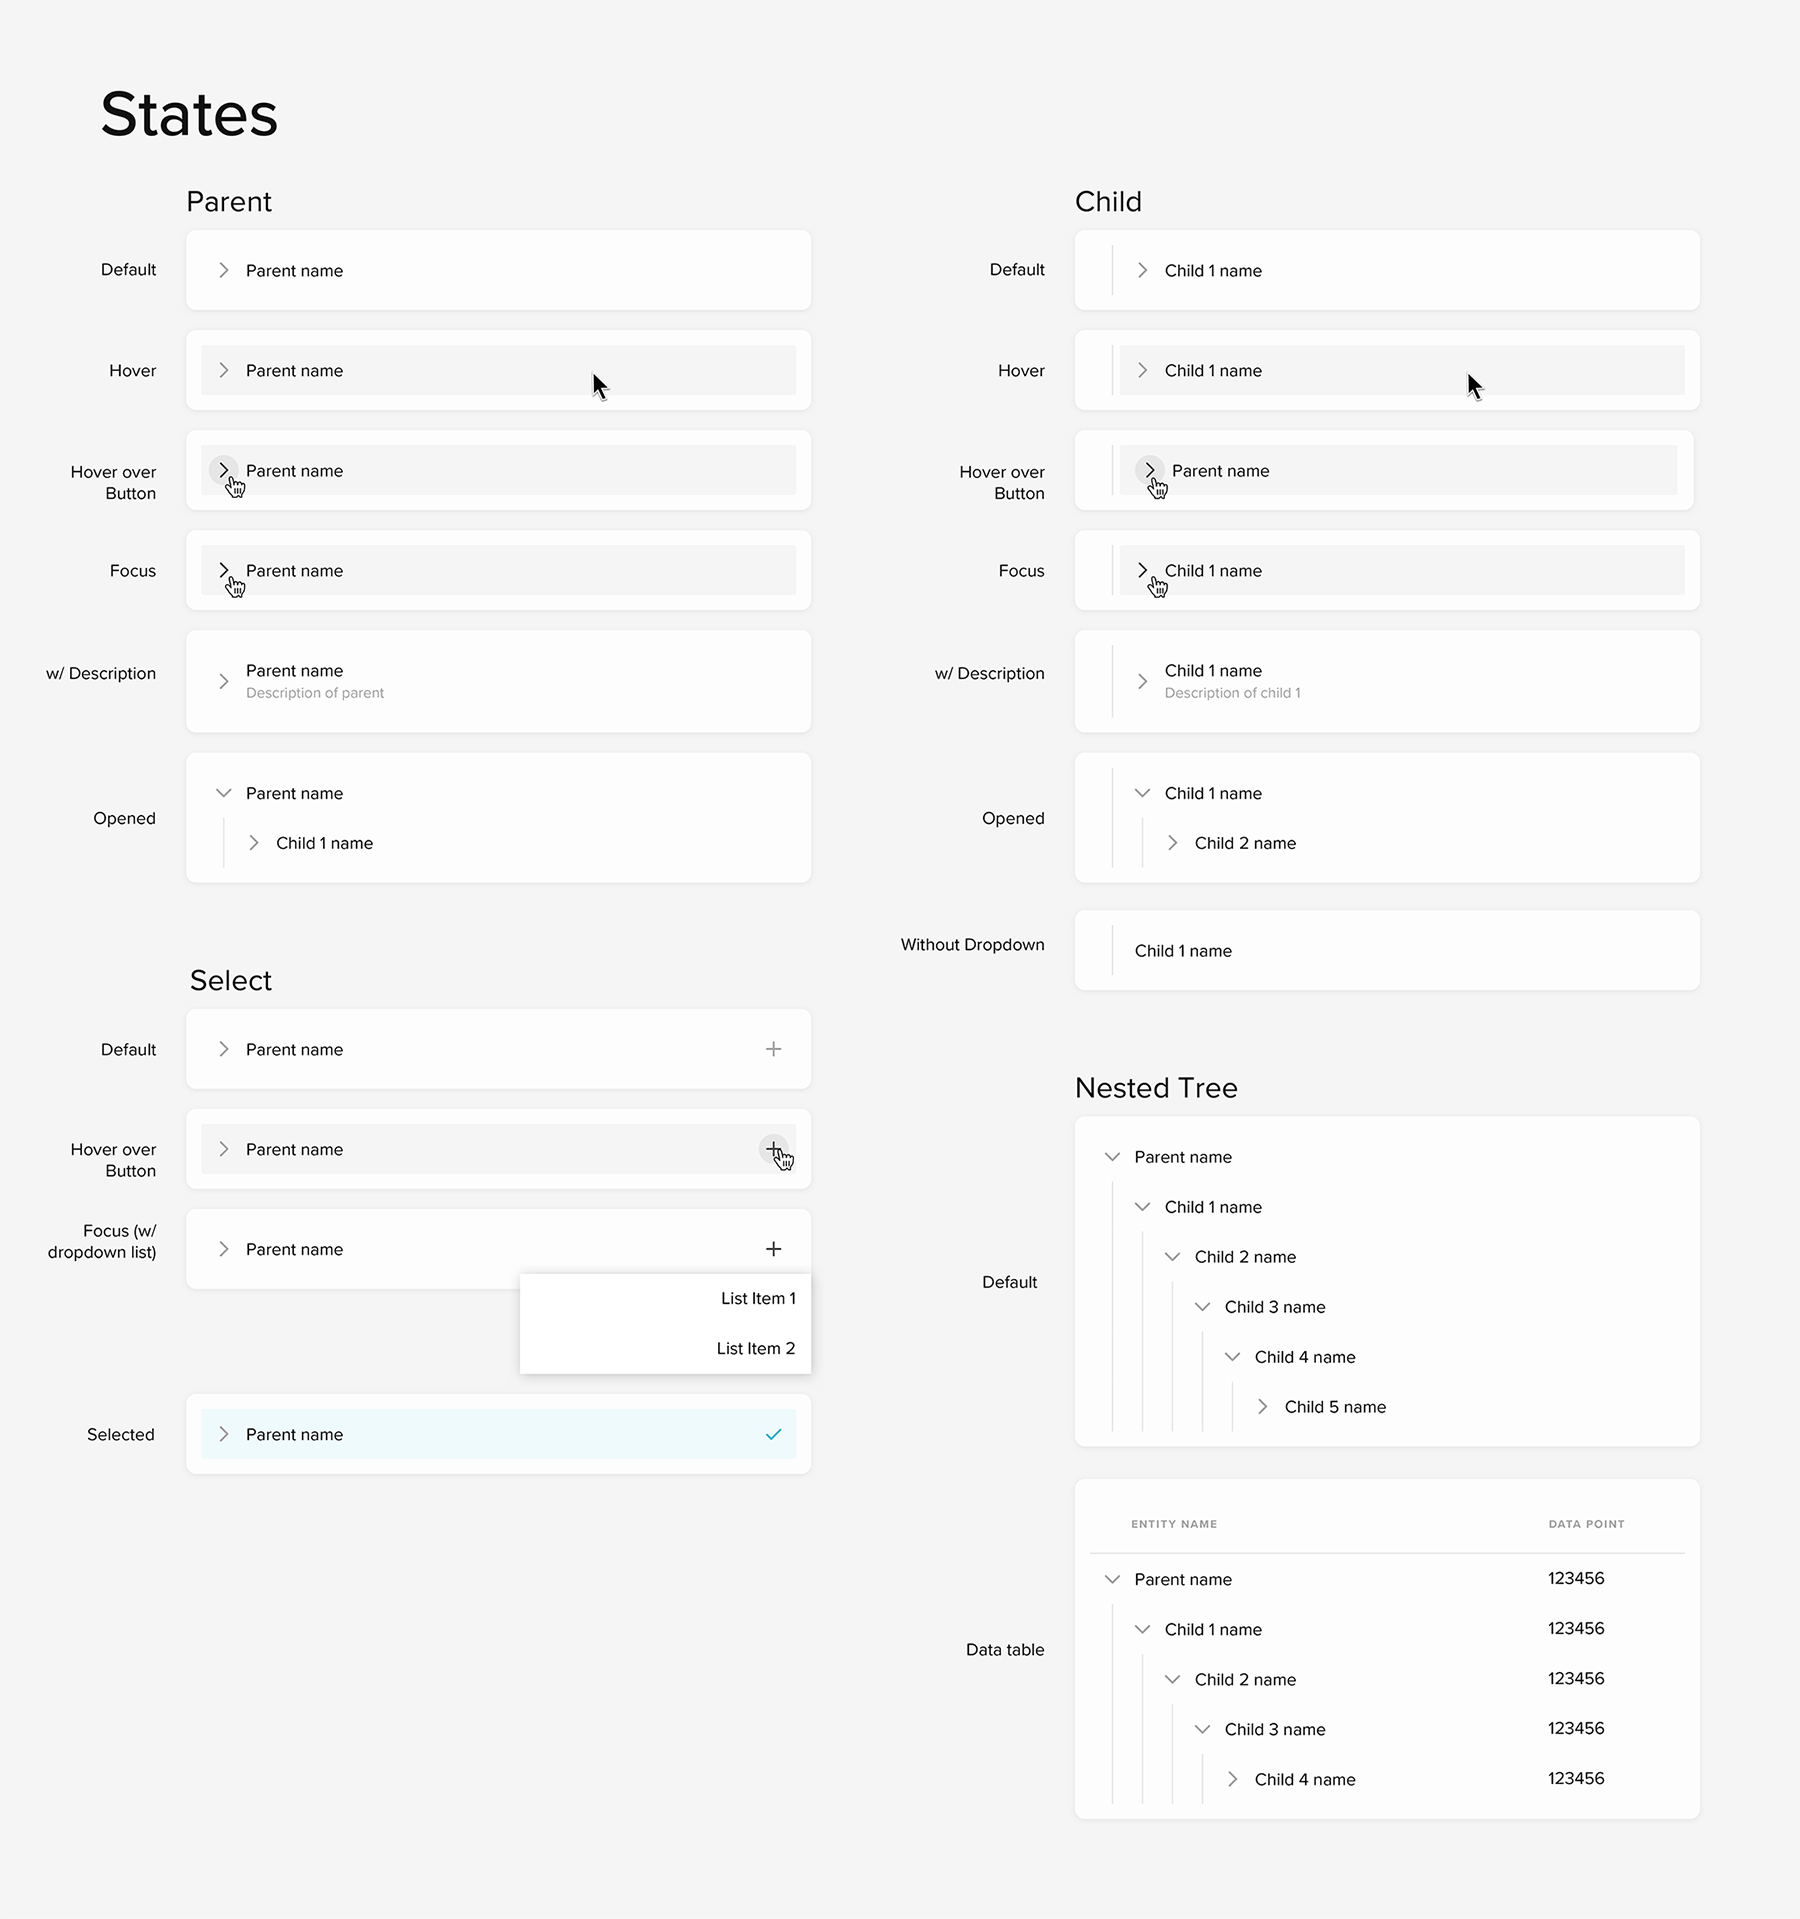 States
Parent
Default
Parent name
Hover
Parent name
Hover over
Button
Parent name
Focus
Parent name
w/ Description
Parent name
Description of parent
Opened
Parent name
Child 1 name
Select
Default
Parent name
Hover over
Button
Parent name
Focus (w/
dropdown list)
Parent name
List Item 1
List Item 2
Selected
Parent name
Child
Default
Child 1 name
Hover
Child 1 name
Hover over
Button
Parent name
Focus
Child 1 name
w/ Description
Child 1 name
Description of child 1
Opened
Child 1 name
Child 2 name
Without Dropdown
Child 1 name
Nested Tree
Default
Parent name
Child 1 name
Child 2 name
Child 3 name
Child 4 name
Child 5 name
Data table
ENTITY NAME DATA POINT
Parent name 123456
Child 1 name 123456
Child 2 name 123456
Child 3 name 123456
Child 4 name 123456